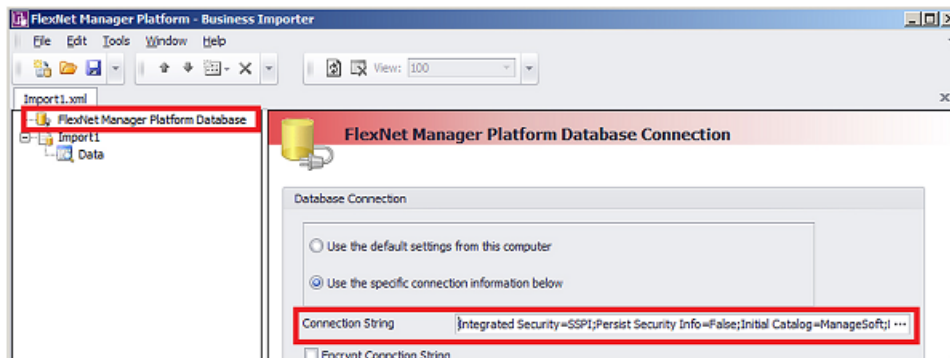 FlexNet Manager Platform - Business Importer
File Edit Tools Window Help
View: 100
Import1.xml
FlexNet Manager Platform Database
Import1
Data
FlexNet Manager Platform Database Connection
Database Connection
Use the default settings from this computer
Use the specific connection information below
Connection String Integrated Security=SSPI;Persist Security Info=False;Initial Catalog=ManageSoft; ...
Encrypt Connction String